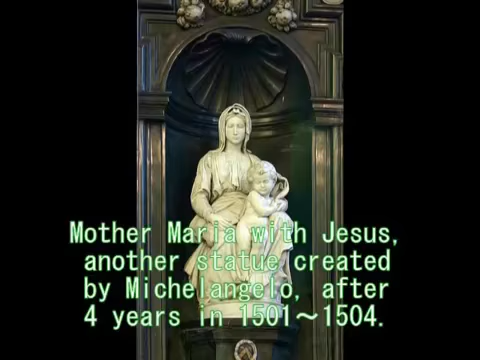 Mother Maria with Jesus,
another statue created
by Michelangelo, after
4 years in 1501～1504.